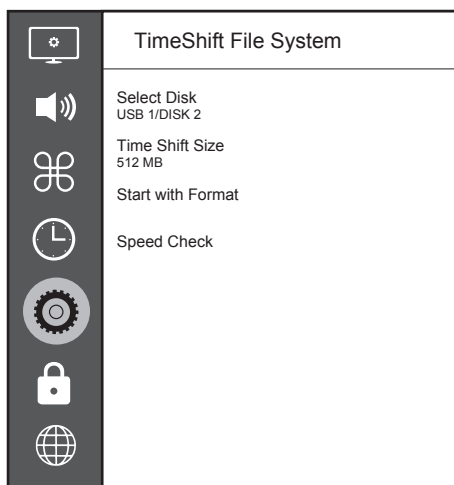 TimeShift File System
Select Disk
USB 1/DISK 2
Time Shift Size
512 MB
Start with Format
Speed Check